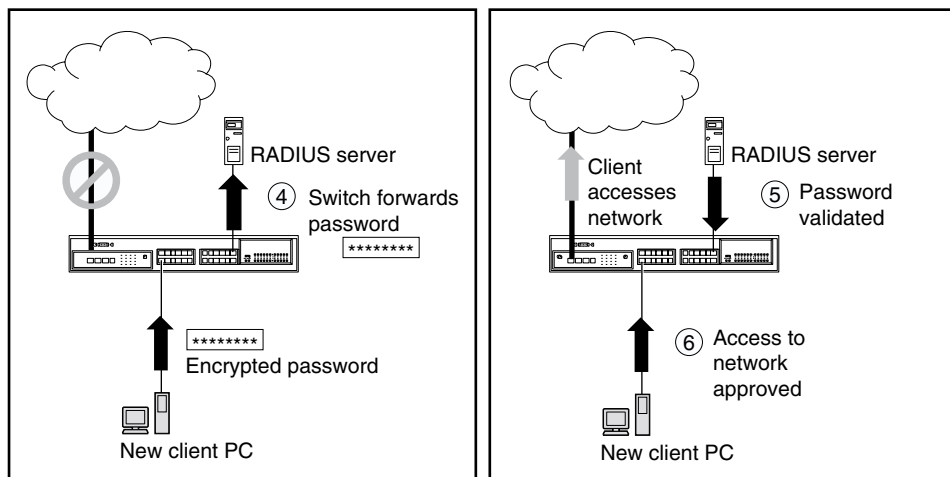 RADIUS server
4 Switch forwards
password
********
********
Encrypted password
New client PC
Client
accesses
network
RADIUS server
5 Password
validated
6 Access to
network
approved
New client PC